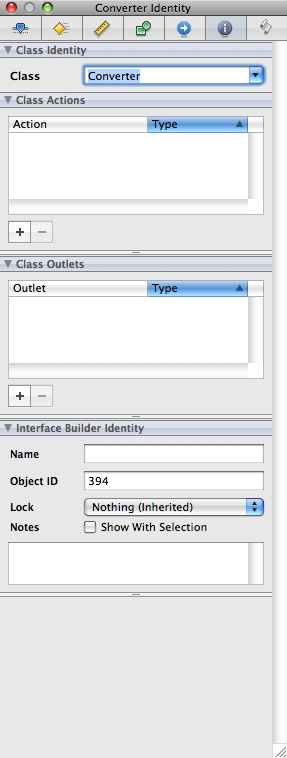 Converter Identity
Class Identity
Class Converter
Class Actions
Action Type
Class Outlets
Outlet Type
Interface Builder Identity
Name
Object ID 394
Lock Nothing (Inherited)
Notes Show With Selection